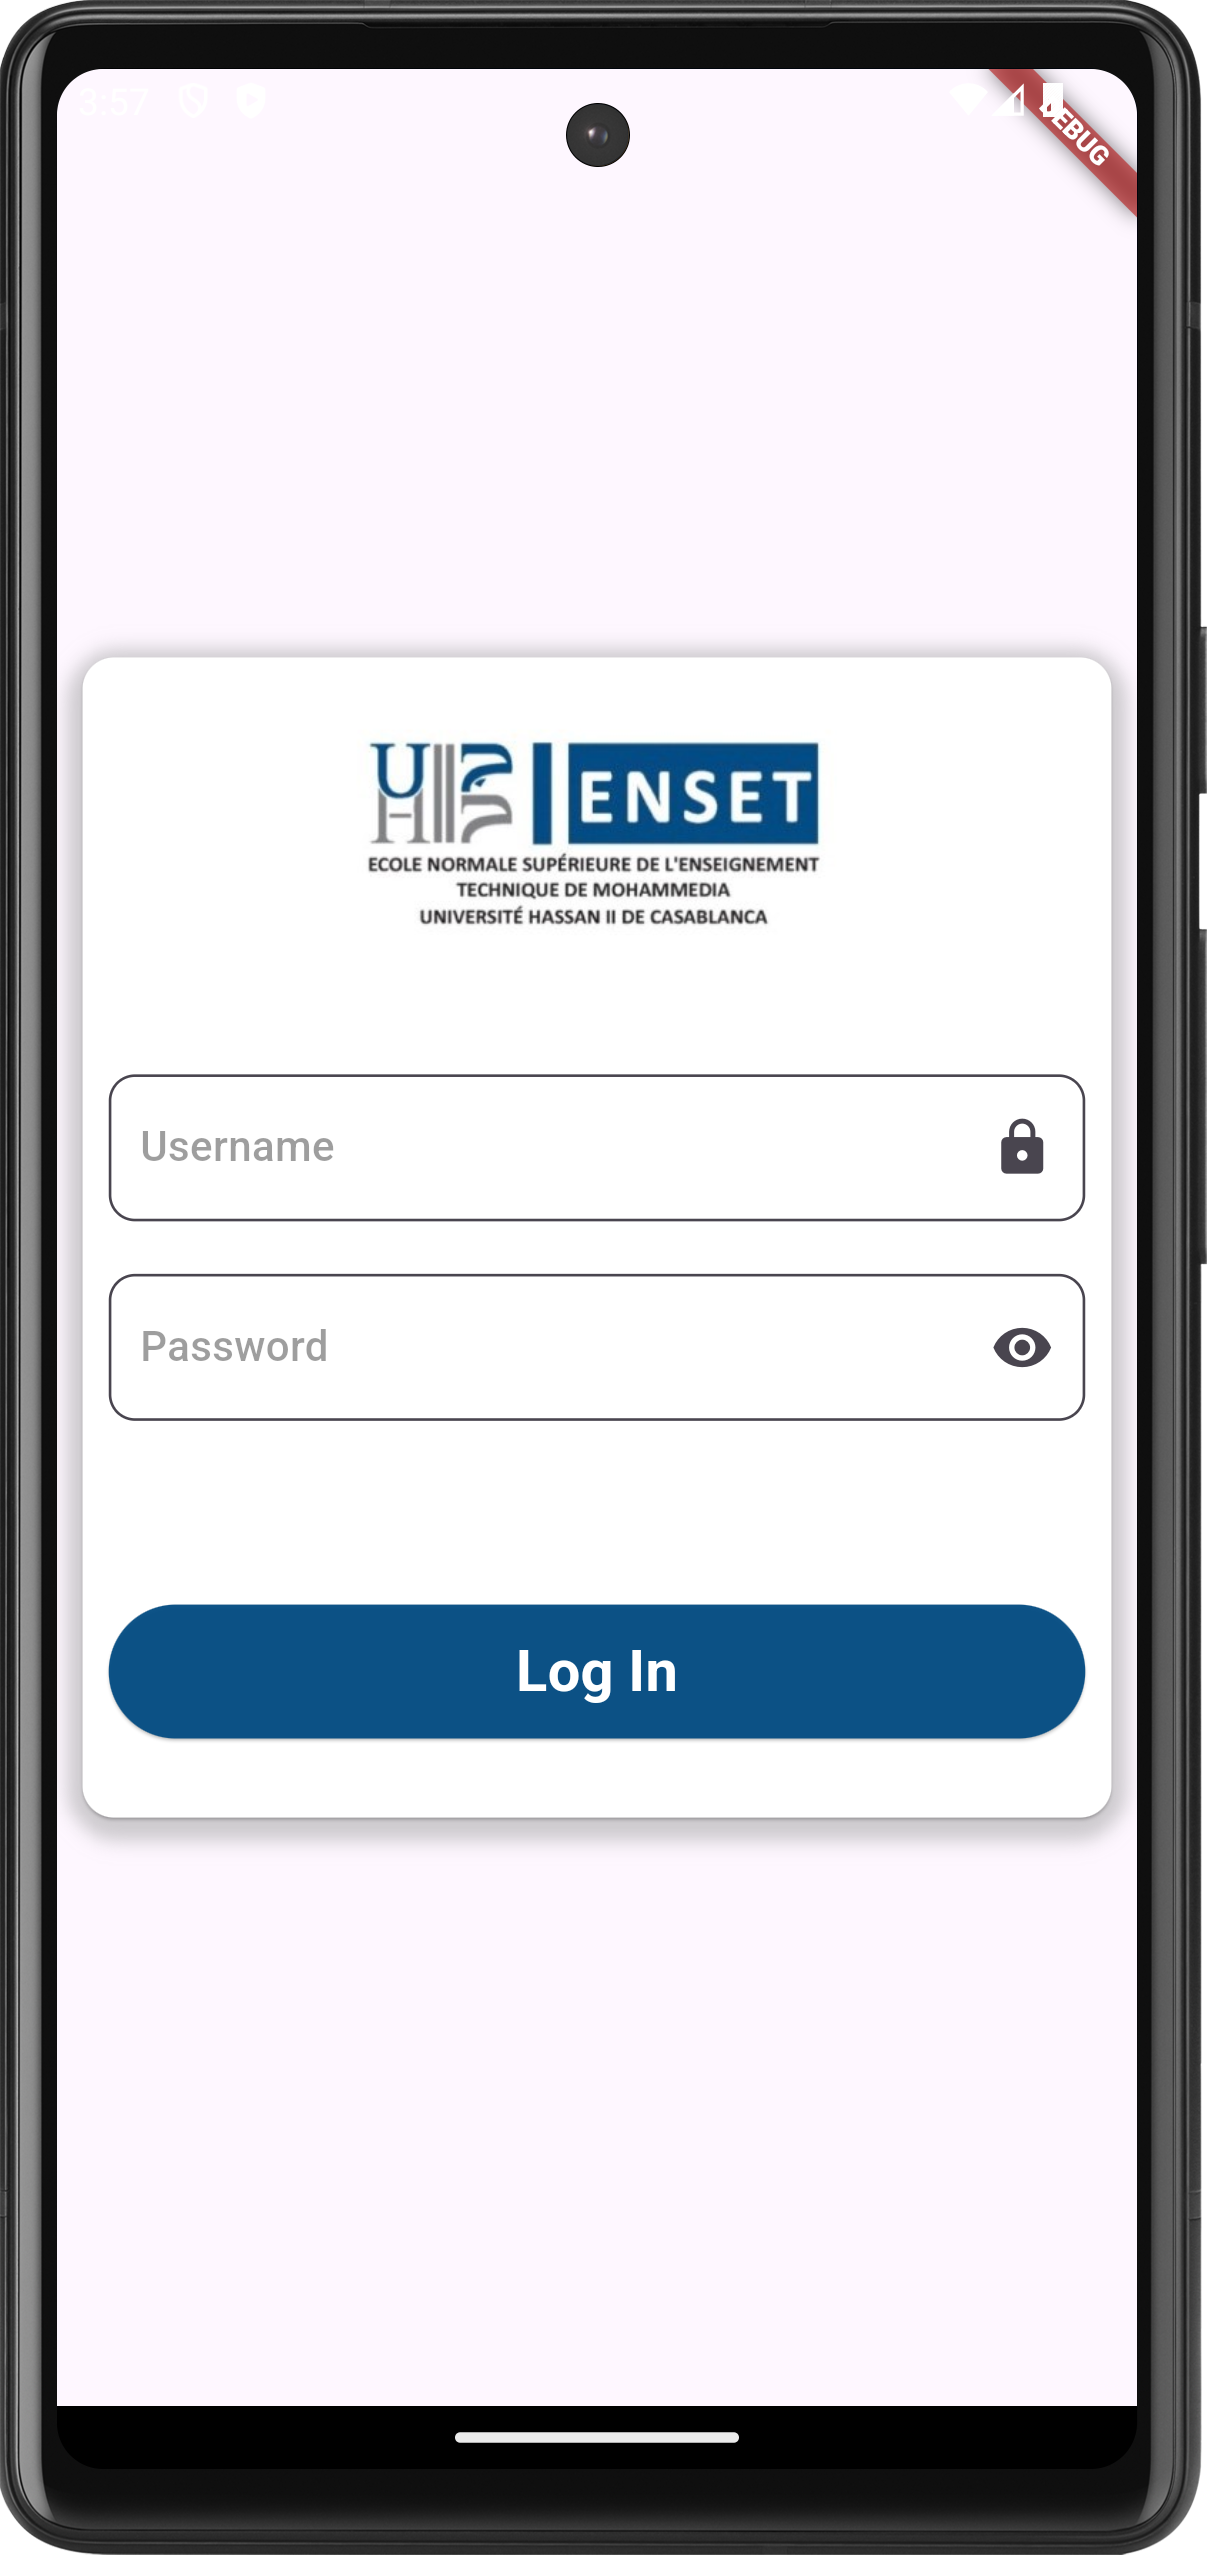 3:57
DEBUG
ENSET
ECOLE NORMALE SUPÉRIEURE DE L'ENSEIGNEMENT
TECHNIQUE DE MOHAMMEDIA
UNIVERSITÉ HASSAN II DE CASABLANCA
Username
Password
Log In